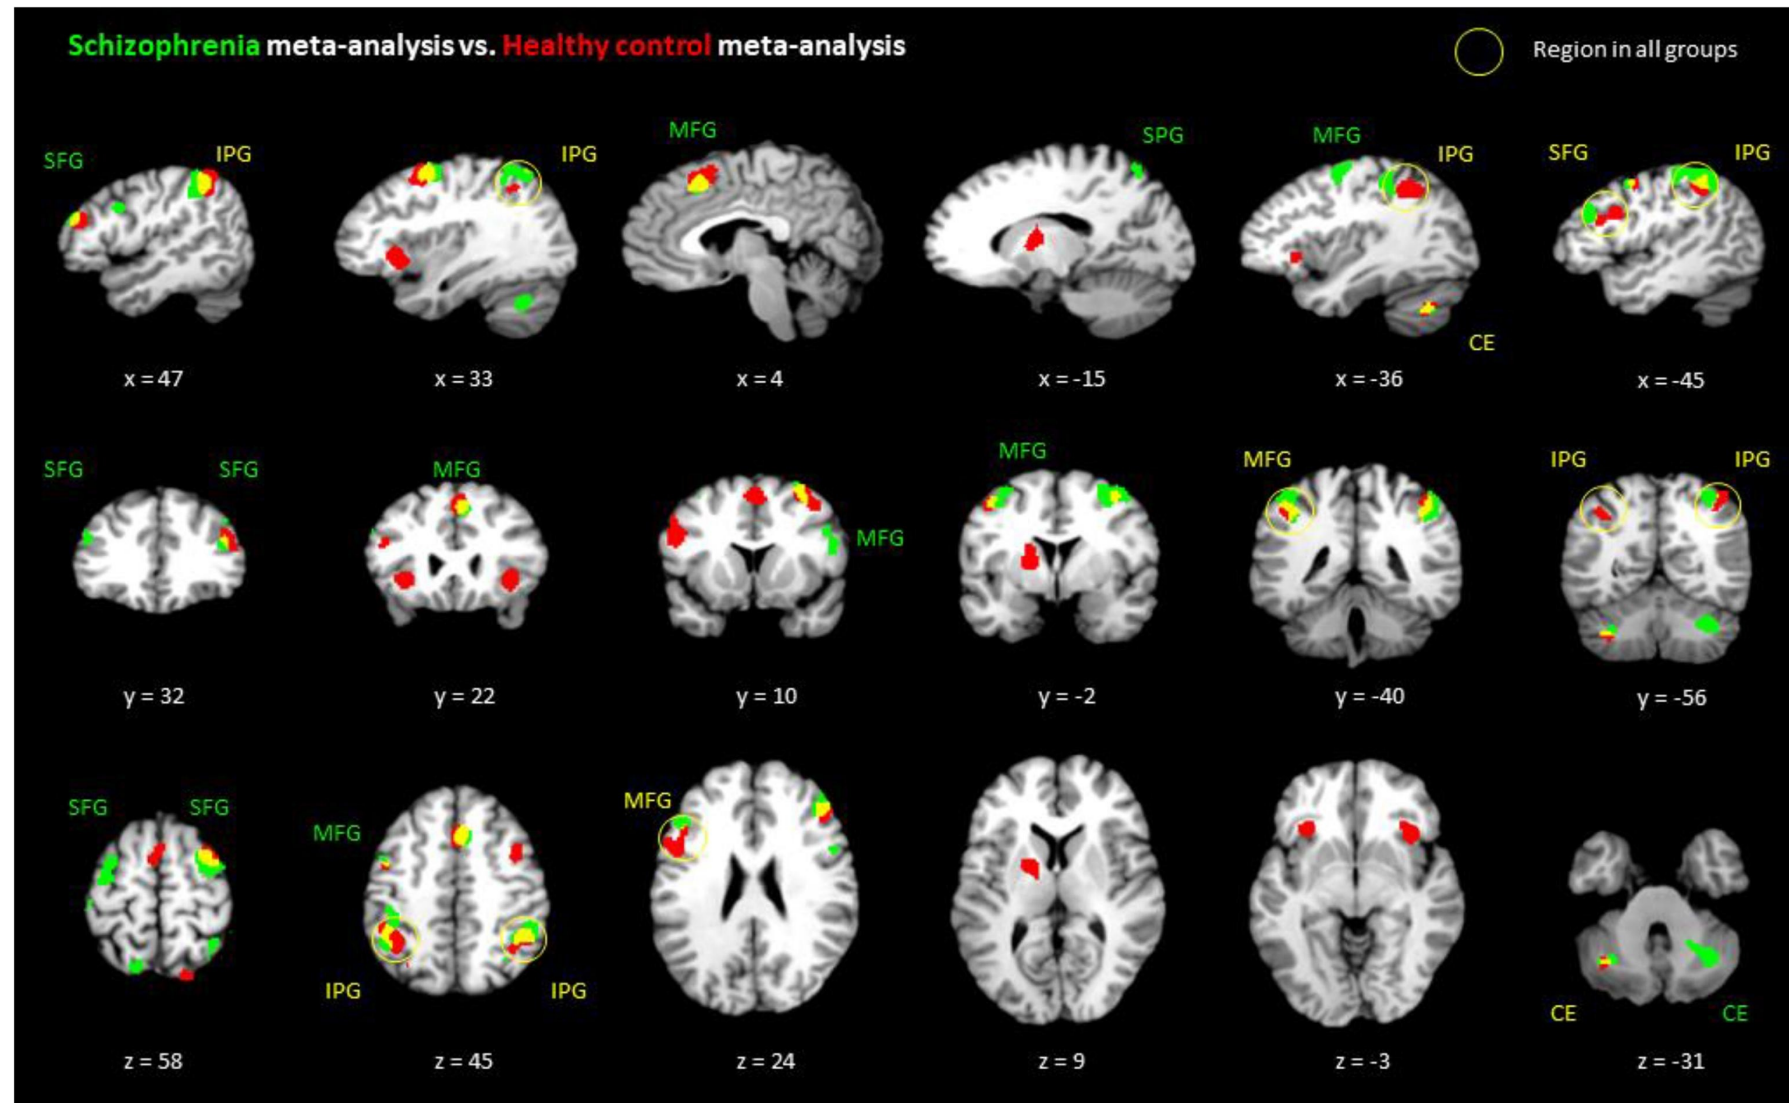 Schizophrenia meta-analysis vs. Healthy control meta-analysis
Region in all groups
SFG IPG IPG MFG SPG MFG IPG SFG IPG
CE
x = 47 x = 33 x = 4 x = -15 x = -36 x = -45
SFG SFG MFG MFG MFG MFG IPG IPG
y = 32 y = 22 y = 10 y = -2 y = -40 y = -56
SFG SFG MFG MFG
IPG IPG CE CE
z = 58 z = 45 z = 24 z = 9 z = -3 z = -31